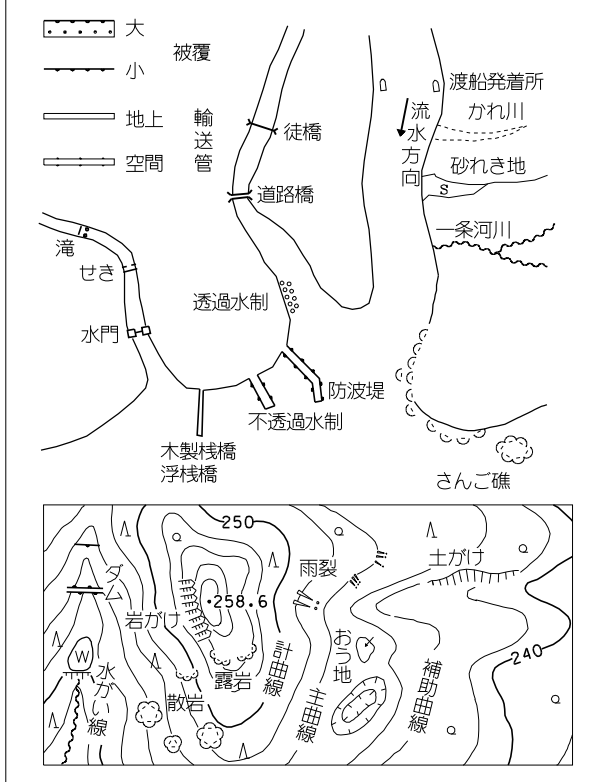 大
被覆
小
地上
輸送管
空間
徒橋
道路橋
渡船発着所
かれ川
流水方向
砂れき地
S
一条河川
滝
せき
水門
透過水制
防波堤
不透過水制
木製桟橋
浮桟橋
さんご礁
250
雨裂
土がけ
ダム
岩がけ
258.6
おう地
計曲線
主曲線
補助曲線
240
W
水がい線
露岩
散岩